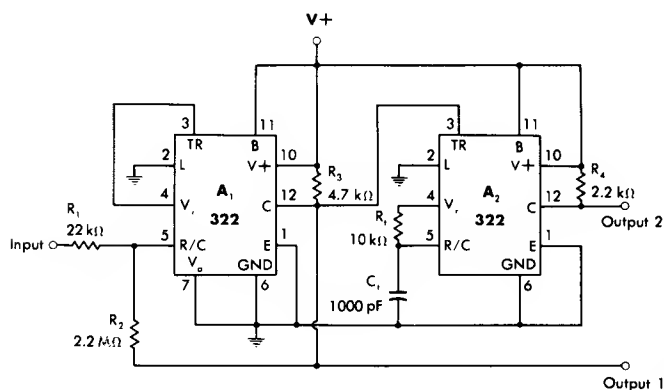 V+
3
TR
11
B
2
L
V+
10
4
Vr
A1
322
C
12
R3
4.7 kΩ
R1
22 kΩ
Input
5
R/C
Vo
E
1
GND
7
6
R2
2.2 MΩ
3
TR
11
B
2
L
V+
10
4
Vr
A2
322
C
12
R4
2.2 kΩ
Output 2
Rt
10 kΩ
5
R/C
E
1
GND
6
Ct
1000 pF
Output 1